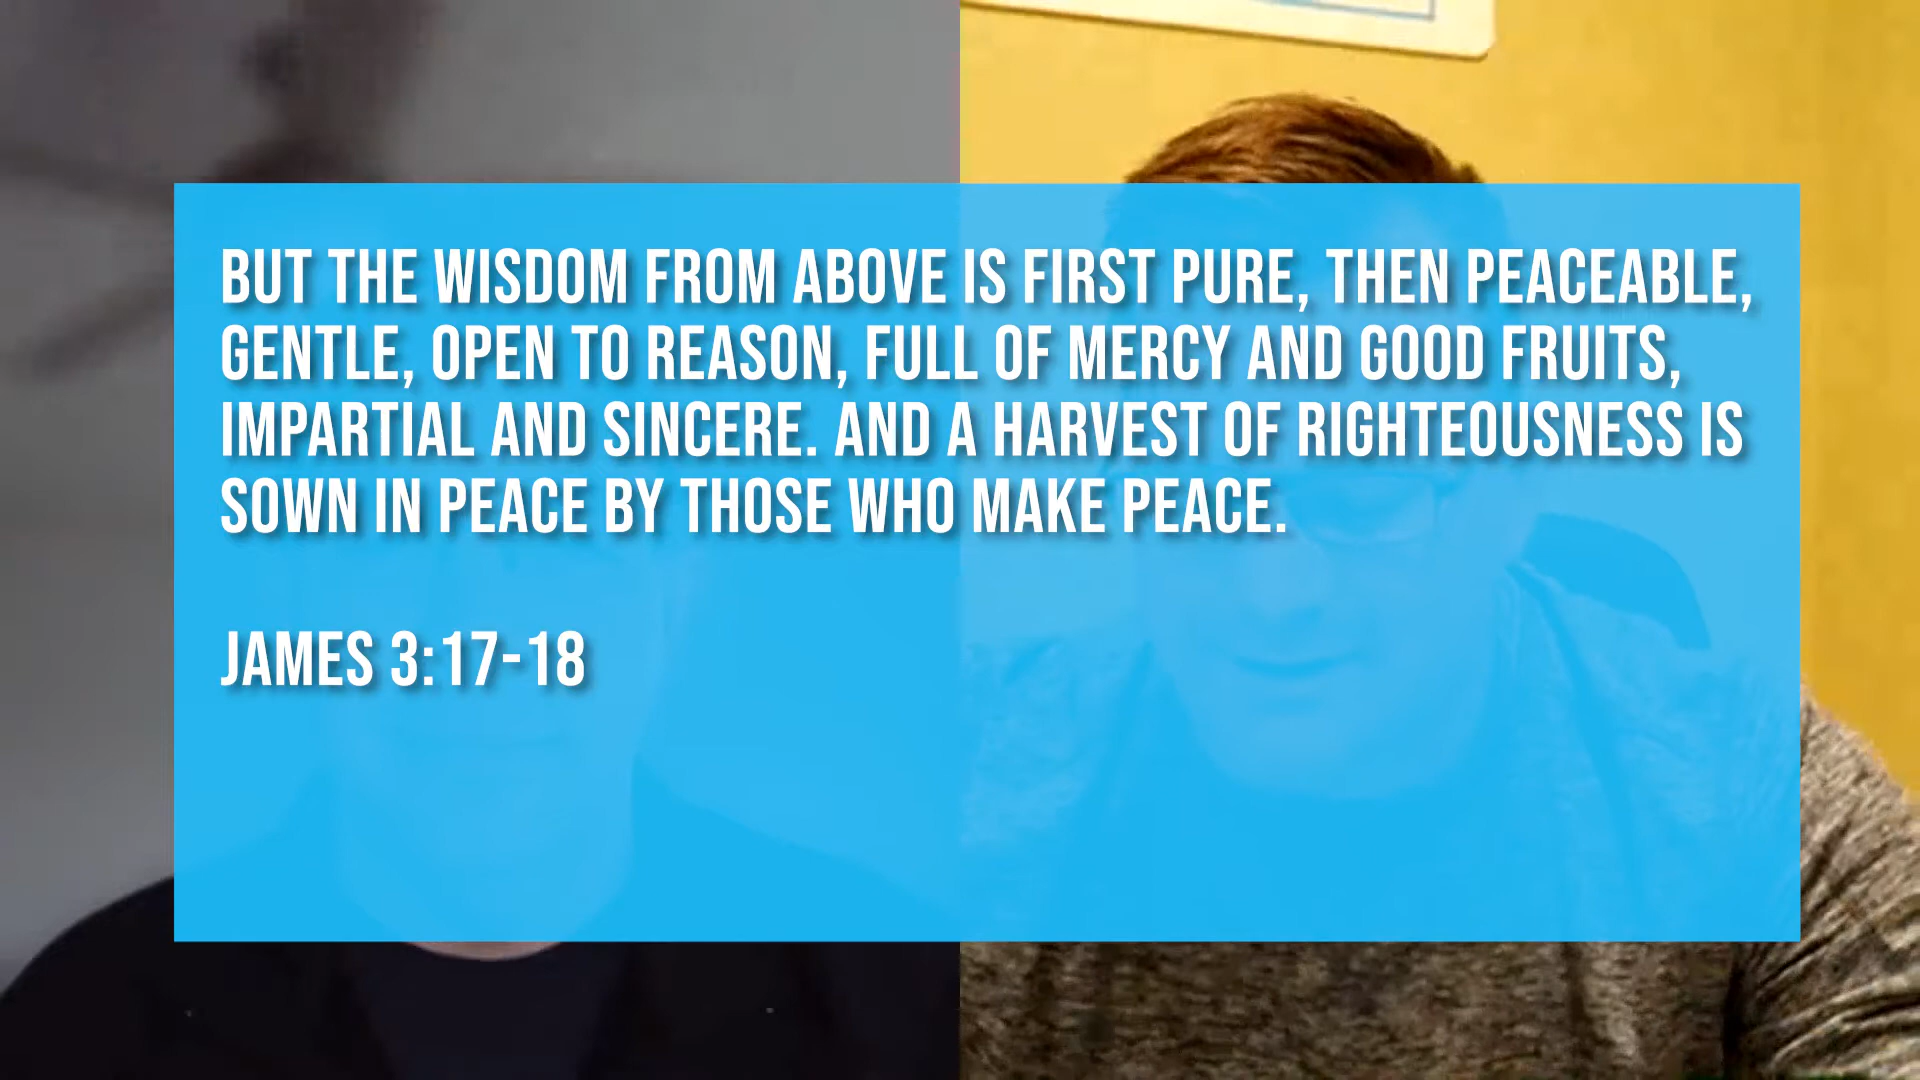 BUT THE WISDOM FROM ABOVE IS FIRST PURE, THEN PEACEABLE,
GENTLE, OPEN TO REASON, FULL OF MERCY AND GOOD FRUITS,
IMPARTIAL AND SINCERE. AND A HARVEST OF RIGHTEOUSNESS IS
SOWN IN PEACE BY THOSE WHO MAKE PEACE.
JAMES 3:17-18